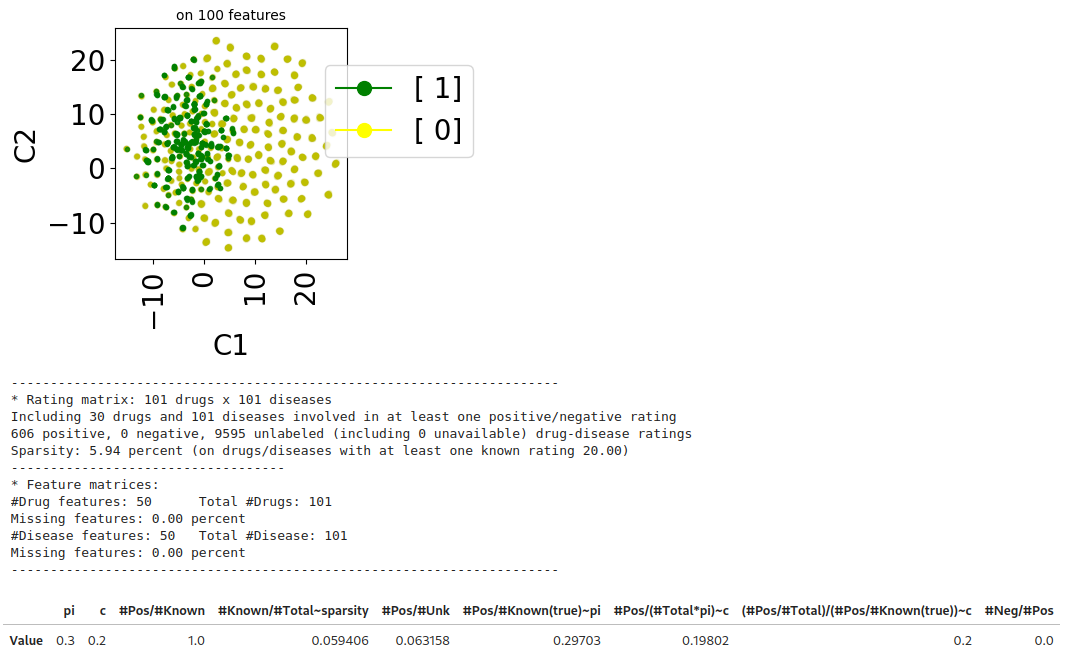 on 100 features
20
10
0
−10
C2
[ 1]
[ 0]
−10
0
10
20
C1
----------------------------------------------------------------------
* Rating matrix: 101 drugs x 101 diseases
Including 30 drugs and 101 diseases involved in at least one positive/negative rating
606 positive, 0 negative, 9595 unlabeled (including 0 unavailable) drug-disease ratings
Sparsity: 5.94 percent (on drugs/diseases with at least one known rating 20.00)
-----------------------------------
* Feature matrices:
#Drug features: 50      Total #Drugs: 101
Missing features: 0.00 percent
#Disease features: 50   Total #Disease: 101
Missing features: 0.00 percent
----------------------------------------------------------------------
pi c #Pos/#Known #Known/#Total~sparsity #Pos/#Unk #Pos/#Known(true)~pi #Pos/(#Total*pi)~c (#Pos/#Total)/(#Pos/#Known(true))~c #Neg/#Pos
Value 0.3 0.2 1.0 0.059406 0.063158 0.29703 0.19802 0.2 0.0